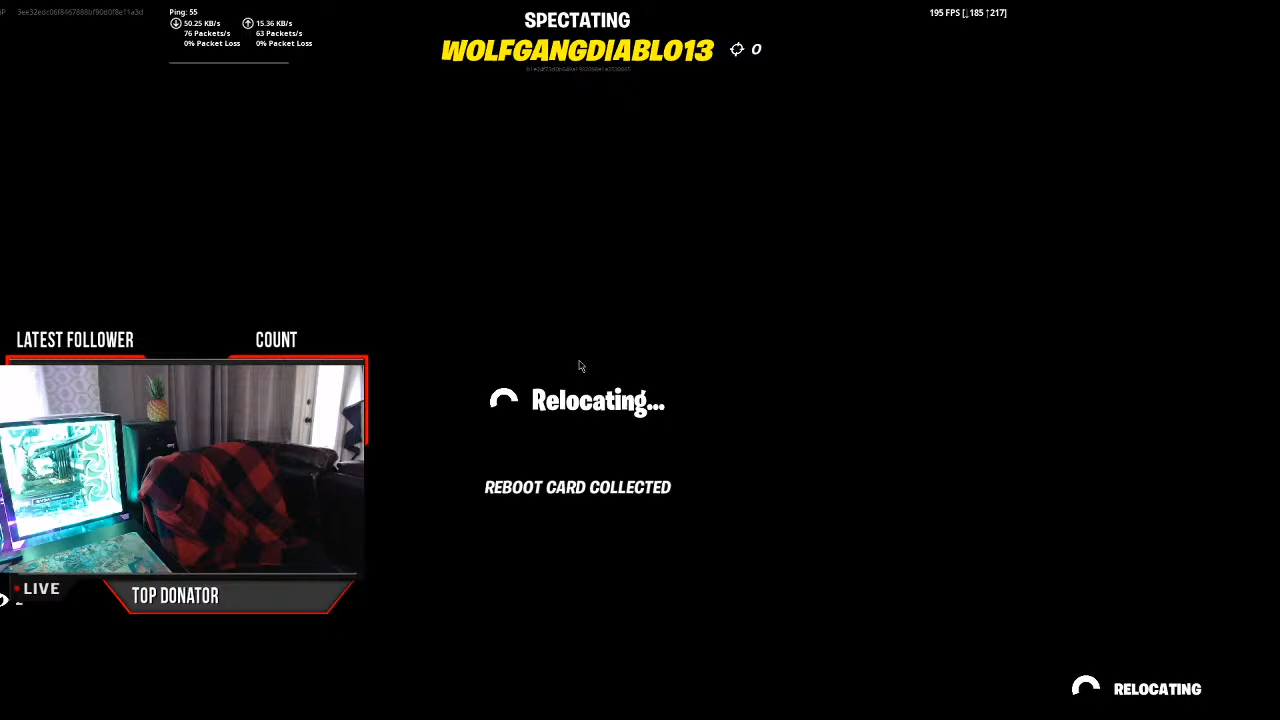 Ping: 55
50.25 KB/s 15.36 KB/s
76 Packets/s 63 Packets/s
0% Packet Loss 0% Packet Loss
SPECTATING
WOLFGANGDIABLO13 0
195 FPS [↓185 ↑217]
LATEST FOLLOWER COUNT
Relocating...
REBOOT CARD COLLECTED
LIVE
TOP DONATOR
RELOCATING